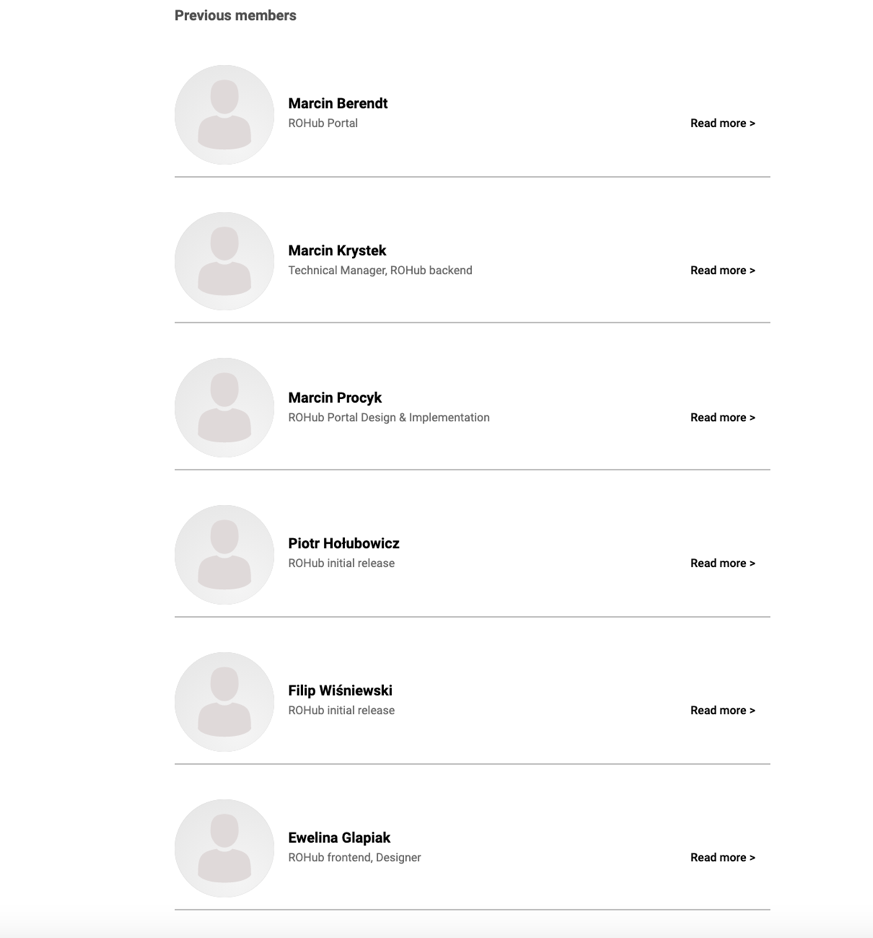 Previous members
Marcin Berendt
ROHub Portal
Read more >
Marcin Krystek
Technical Manager, ROHub backend
Read more >
Marcin Procyk
ROHub Portal Design & Implementation
Read more >
Piotr Hołubowicz
ROHub initial release
Read more >
Filip Wiśniewski
ROHub initial release
Read more >
Ewelina Glapiak
ROHub frontend, Designer
Read more >